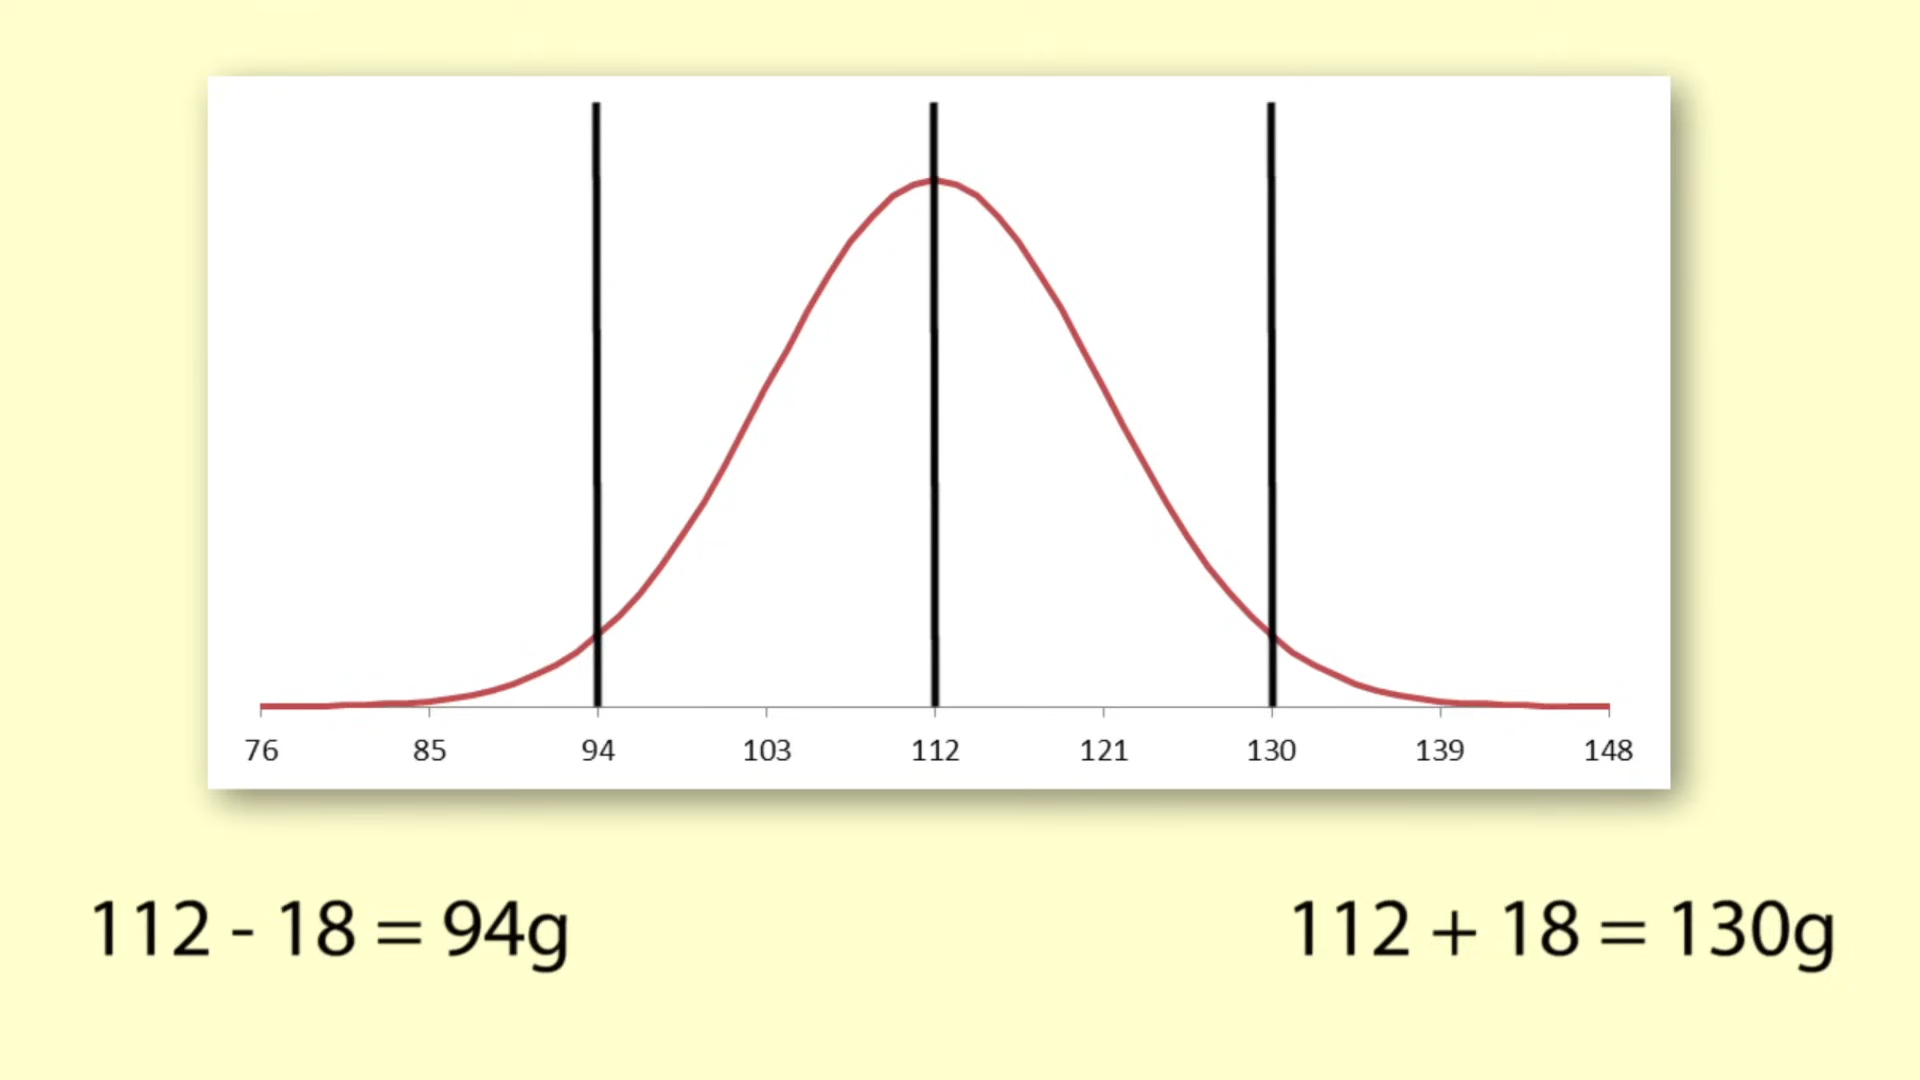 76 85 94 103 112 121 130 139 148
112 - 18 = 94g
112 + 18 = 130g